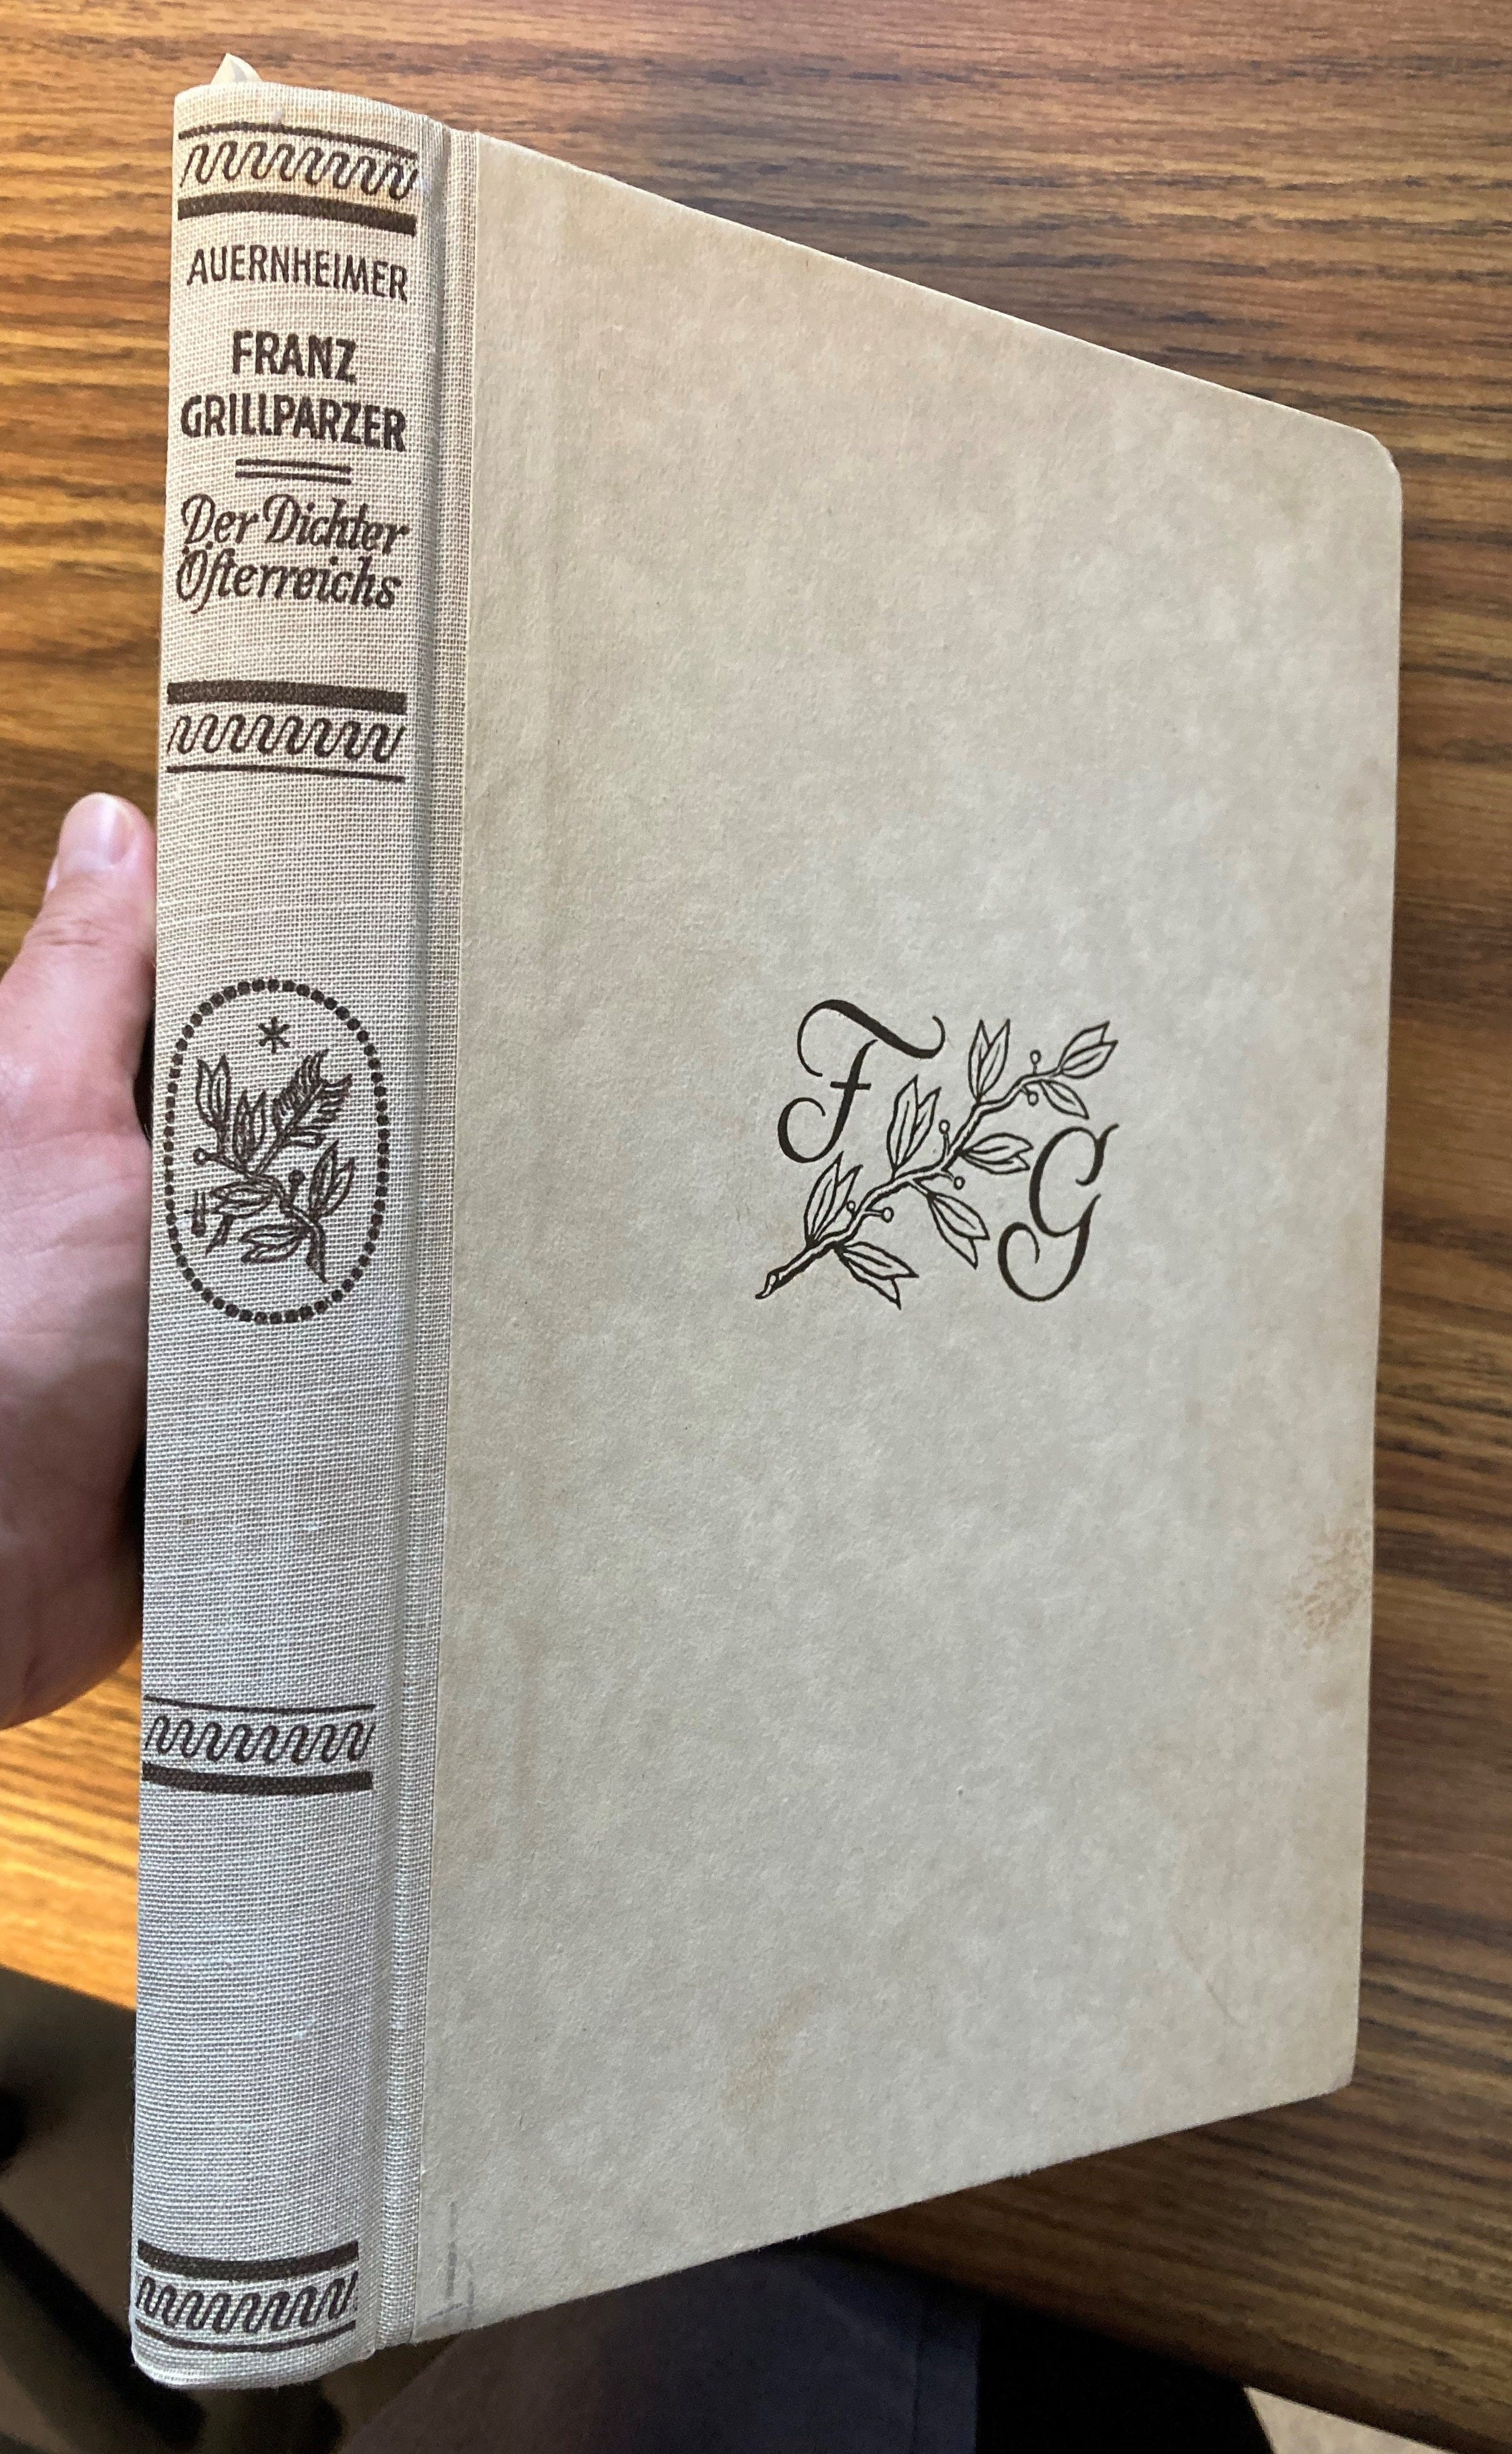 AUERNHEIMER
FRANZ
GRILLPARZER
Der Dichter
Öſterreichs
F
G